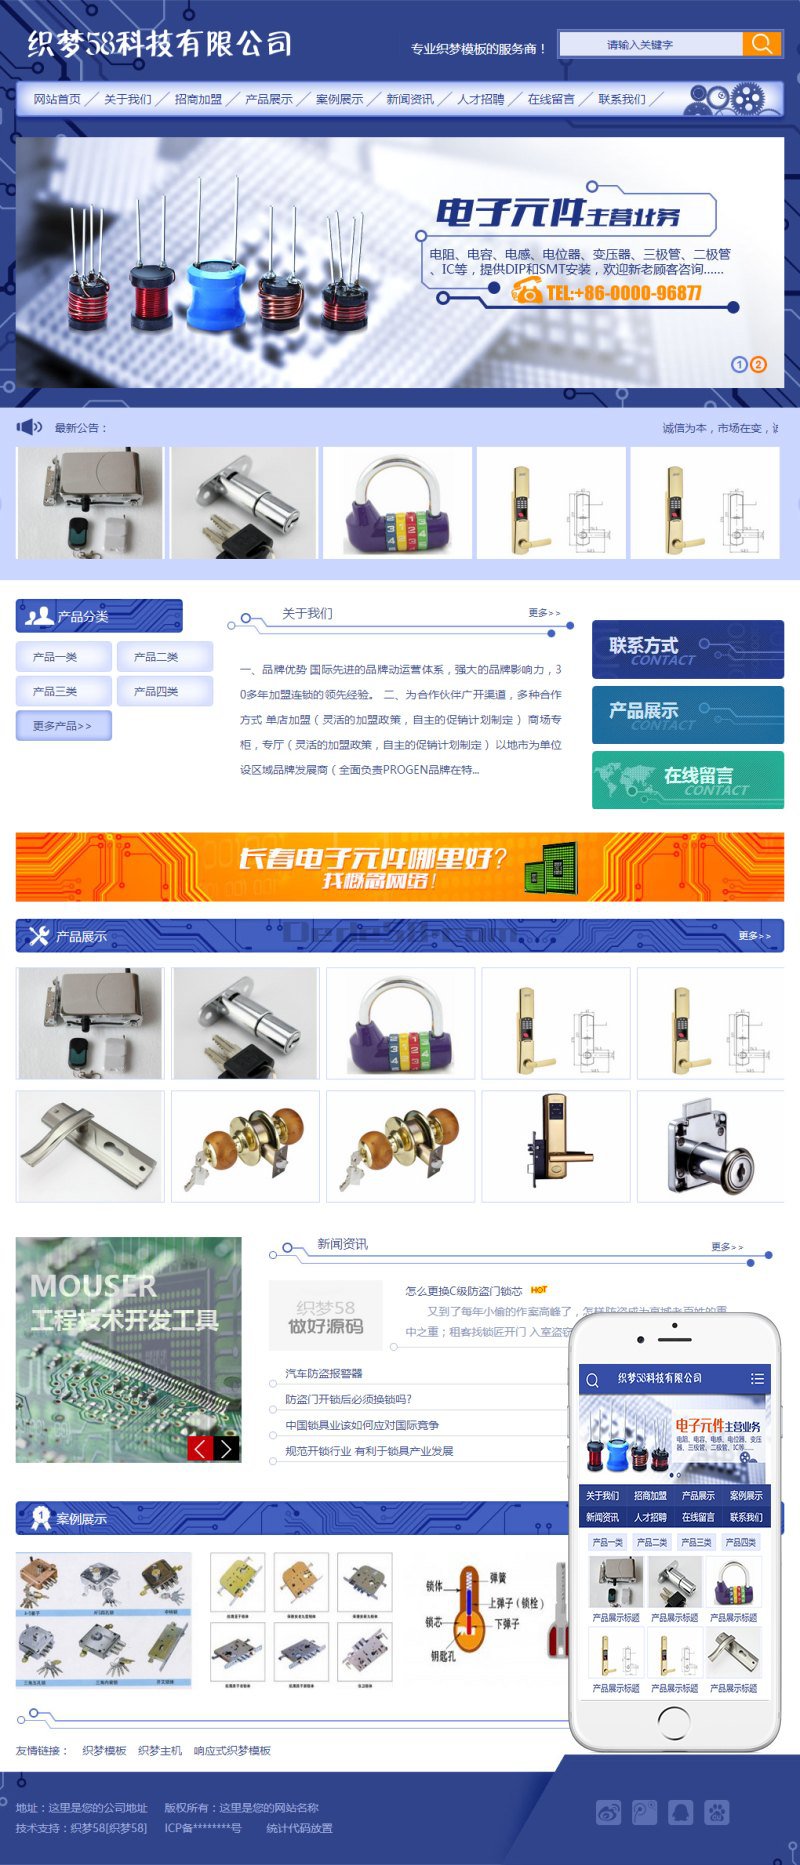 织梦58科技有限公司
专业织梦模板的服务商！
请输入关键字
网站首页 关于我们 招商加盟 产品展示 案例展示 新闻资讯 人才招聘 在线留言 联系我们
电子元件主营业务
电阻、电容、电感、电位器、变压器、三极管、二极管
、IC等，提供DIP和SMT安装，欢迎新老顾客咨询......
TEL:+86-0000-96877
1 2
最新公告：
诚信为本，市场在变，
产品分类
产品一类 产品二类
产品三类 产品四类
更多产品>>
关于我们
更多>>
一、品牌优势 国际先进的品牌动运营体系，强大的品牌影响力，3
0多年加盟连锁的领先经验。 二、为合作伙伴广开渠道，多种合作
方式 单店加盟（灵活的加盟政策，自主的促销计划制定） 商场专
柜，专厅（灵活的加盟政策，自主的促销计划制定） 以地市为单位
设区域品牌发展商（全面负责PROGEN品牌在特...
联系方式
CONTACT
产品展示
CONTACT
在线留言
CONTACT
长春电子元件哪里好？
找概念网络！
产品展示
Dede58.com
更多>>
MOUSER
工程技术开发工具
新闻资讯
更多>>
织梦58
做好源码
怎么更换C级防盗门锁芯 HOT
又到了每年小偷的作案高峰了，怎样防盗成为商城老百姓的重
中之重；租客找锁匠开门 入室盗窃
汽车防盗报警器
防盗门开锁后必须换锁吗?
中国锁具业该如何应对国际竞争
规范开锁行业 有利于锁具产业发展
1
案例展示
锁体
弹簧
上弹子（锁栓）
锁芯
下弹子
钥匙孔
织梦58科技有限公司
电子元件主营业务
电阻、电容、电感、电位器、变压
器、三极管、二极管、IC等......
关于我们 招商加盟 产品展示 案例展示
新闻资讯 人才招聘 在线留言 联系我们
产品一类 产品二类 产品三类 产品四类
产品展示标题 产品展示标题 产品展示标题
产品展示标题 产品展示标题 产品展示标题
友情链接： 织梦模板 织梦主机 响应式织梦模板
地址：这里是您的公司地址 版权所有：这里是您的网站名称
技术支持：织梦58[织梦58] ICP备********号 统计代码放置